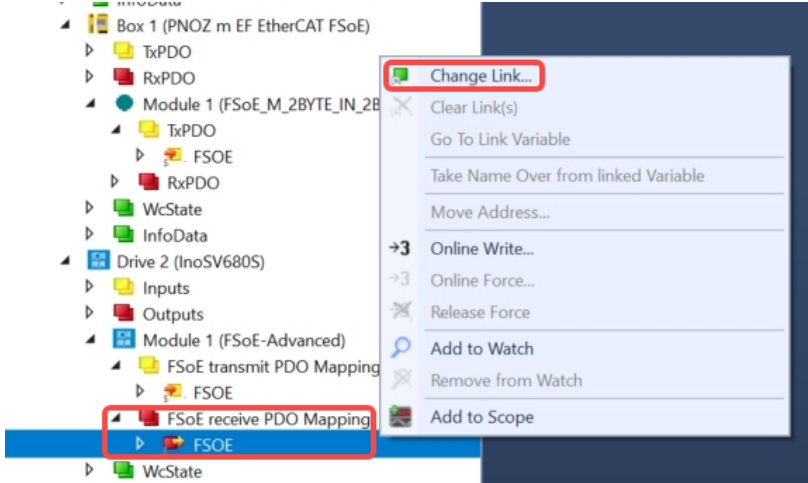 InfoData
Box 1 (PNOZ m EF EtherCAT FSoE)
TxPDO
RxPDO
Module 1 (FSoE_M_2BYTE_IN_2B
TxPDO
FSOE
RxPDO
WcState
InfoData
Drive 2 (InoSV680S)
Inputs
Outputs
Module 1 (FSoE-Advanced)
FSoE transmit PDO Mapping
FSOE
FSoE receive PDO Mapping
FSOE
WcState
Change Link...
Clear Link(s)
Go To Link Variable
Take Name Over from linked Variable
Move Address...
→3 Online Write...
→3 Online Force...
Release Force
Add to Watch
Remove from Watch
Add to Scope